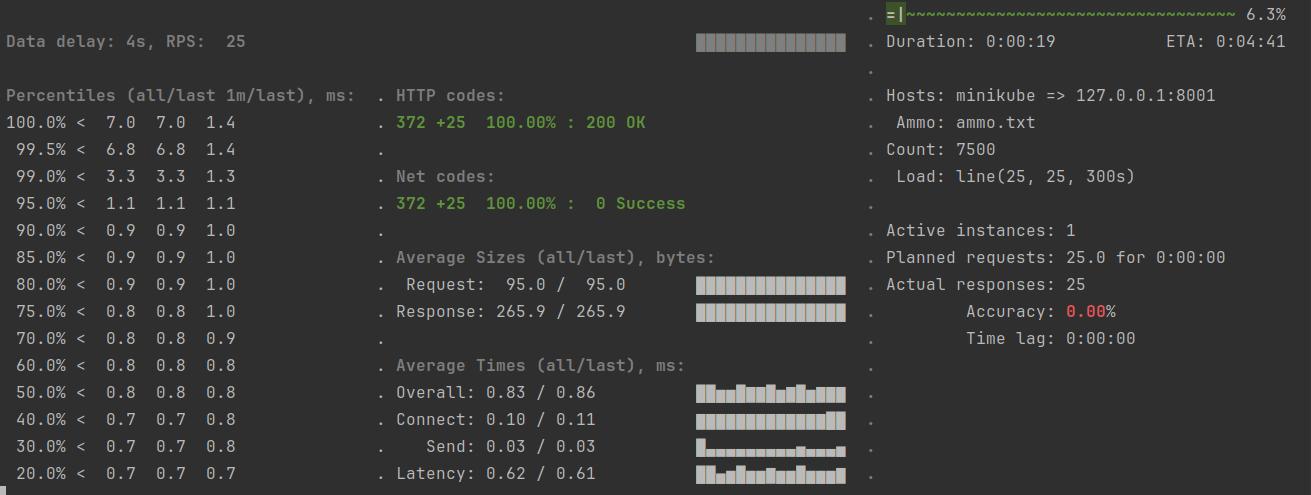 =| 6.3%
Data delay: 4s, RPS: 25
Duration: 0:00:19 ETA: 0:04:41
Percentiles (all/last 1m/last), ms:
100.0% < 7.0 7.0 1.4
99.5% < 6.8 6.8 1.4
99.0% < 3.3 3.3 1.3
95.0% < 1.1 1.1 1.1
90.0% < 0.9 0.9 1.0
85.0% < 0.9 0.9 1.0
80.0% < 0.9 0.9 1.0
75.0% < 0.8 0.8 1.0
70.0% < 0.8 0.8 0.9
60.0% < 0.8 0.8 0.8
50.0% < 0.8 0.8 0.8
40.0% < 0.7 0.7 0.8
30.0% < 0.7 0.7 0.8
20.0% < 0.7 0.7 0.7
. HTTP codes:
. 372 +25 100.00% : 200 OK
.
. Net codes:
. 372 +25 100.00% : 0 Success
.
. Average Sizes (all/last), bytes:
. Request: 95.0 / 95.0
. Response: 265.9 / 265.9
.
. Average Times (all/last), ms:
. Overall: 0.83 / 0.86
. Connect: 0.10 / 0.11
. Send: 0.03 / 0.03
. Latency: 0.62 / 0.61
. Hosts: minikube => 127.0.0.1:8001
. Ammo: ammo.txt
. Count: 7500
. Load: line(25, 25, 300s)
.
. Active instances: 1
. Planned requests: 25.0 for 0:00:00
. Actual responses: 25
. Accuracy: 0.00%
. Time lag: 0:00:00